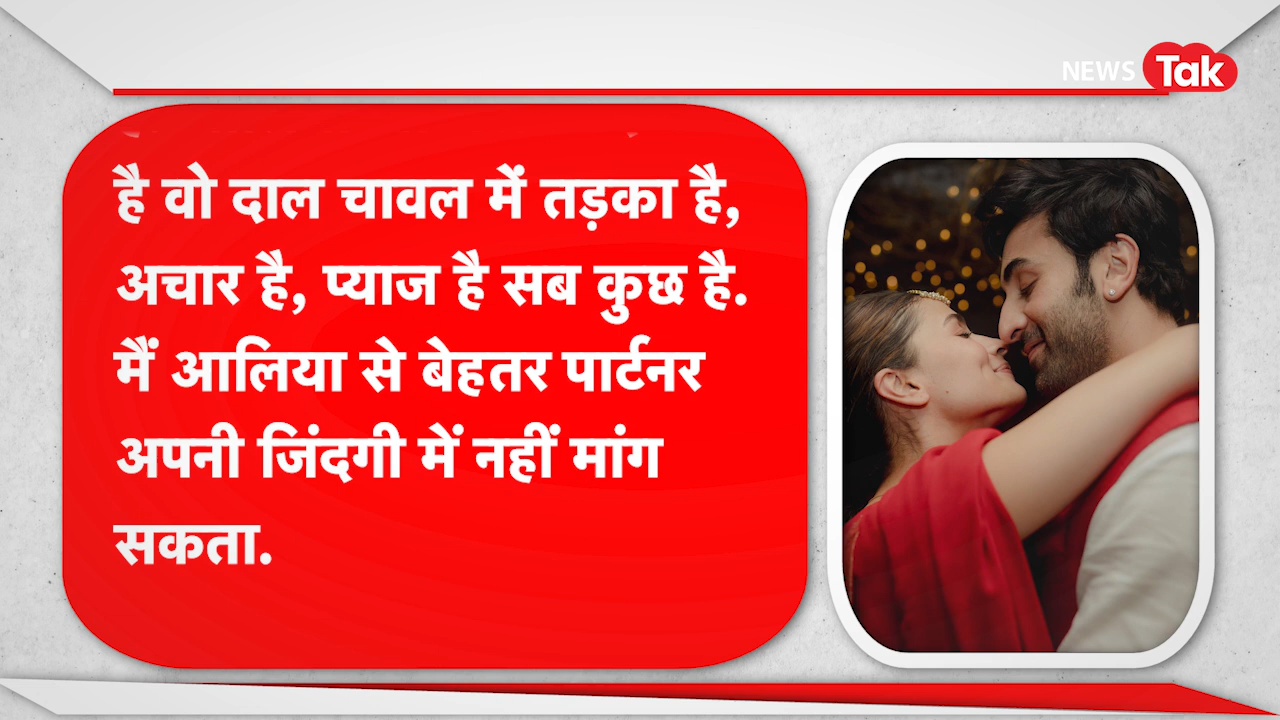 NEWS Tak
है वो दाल चावल में तड़का है,
अचार है, प्याज है सब कुछ है.
मैं आलिया से बेहतर पार्टनर
अपनी जिंदगी में नहीं मांग
सकता.